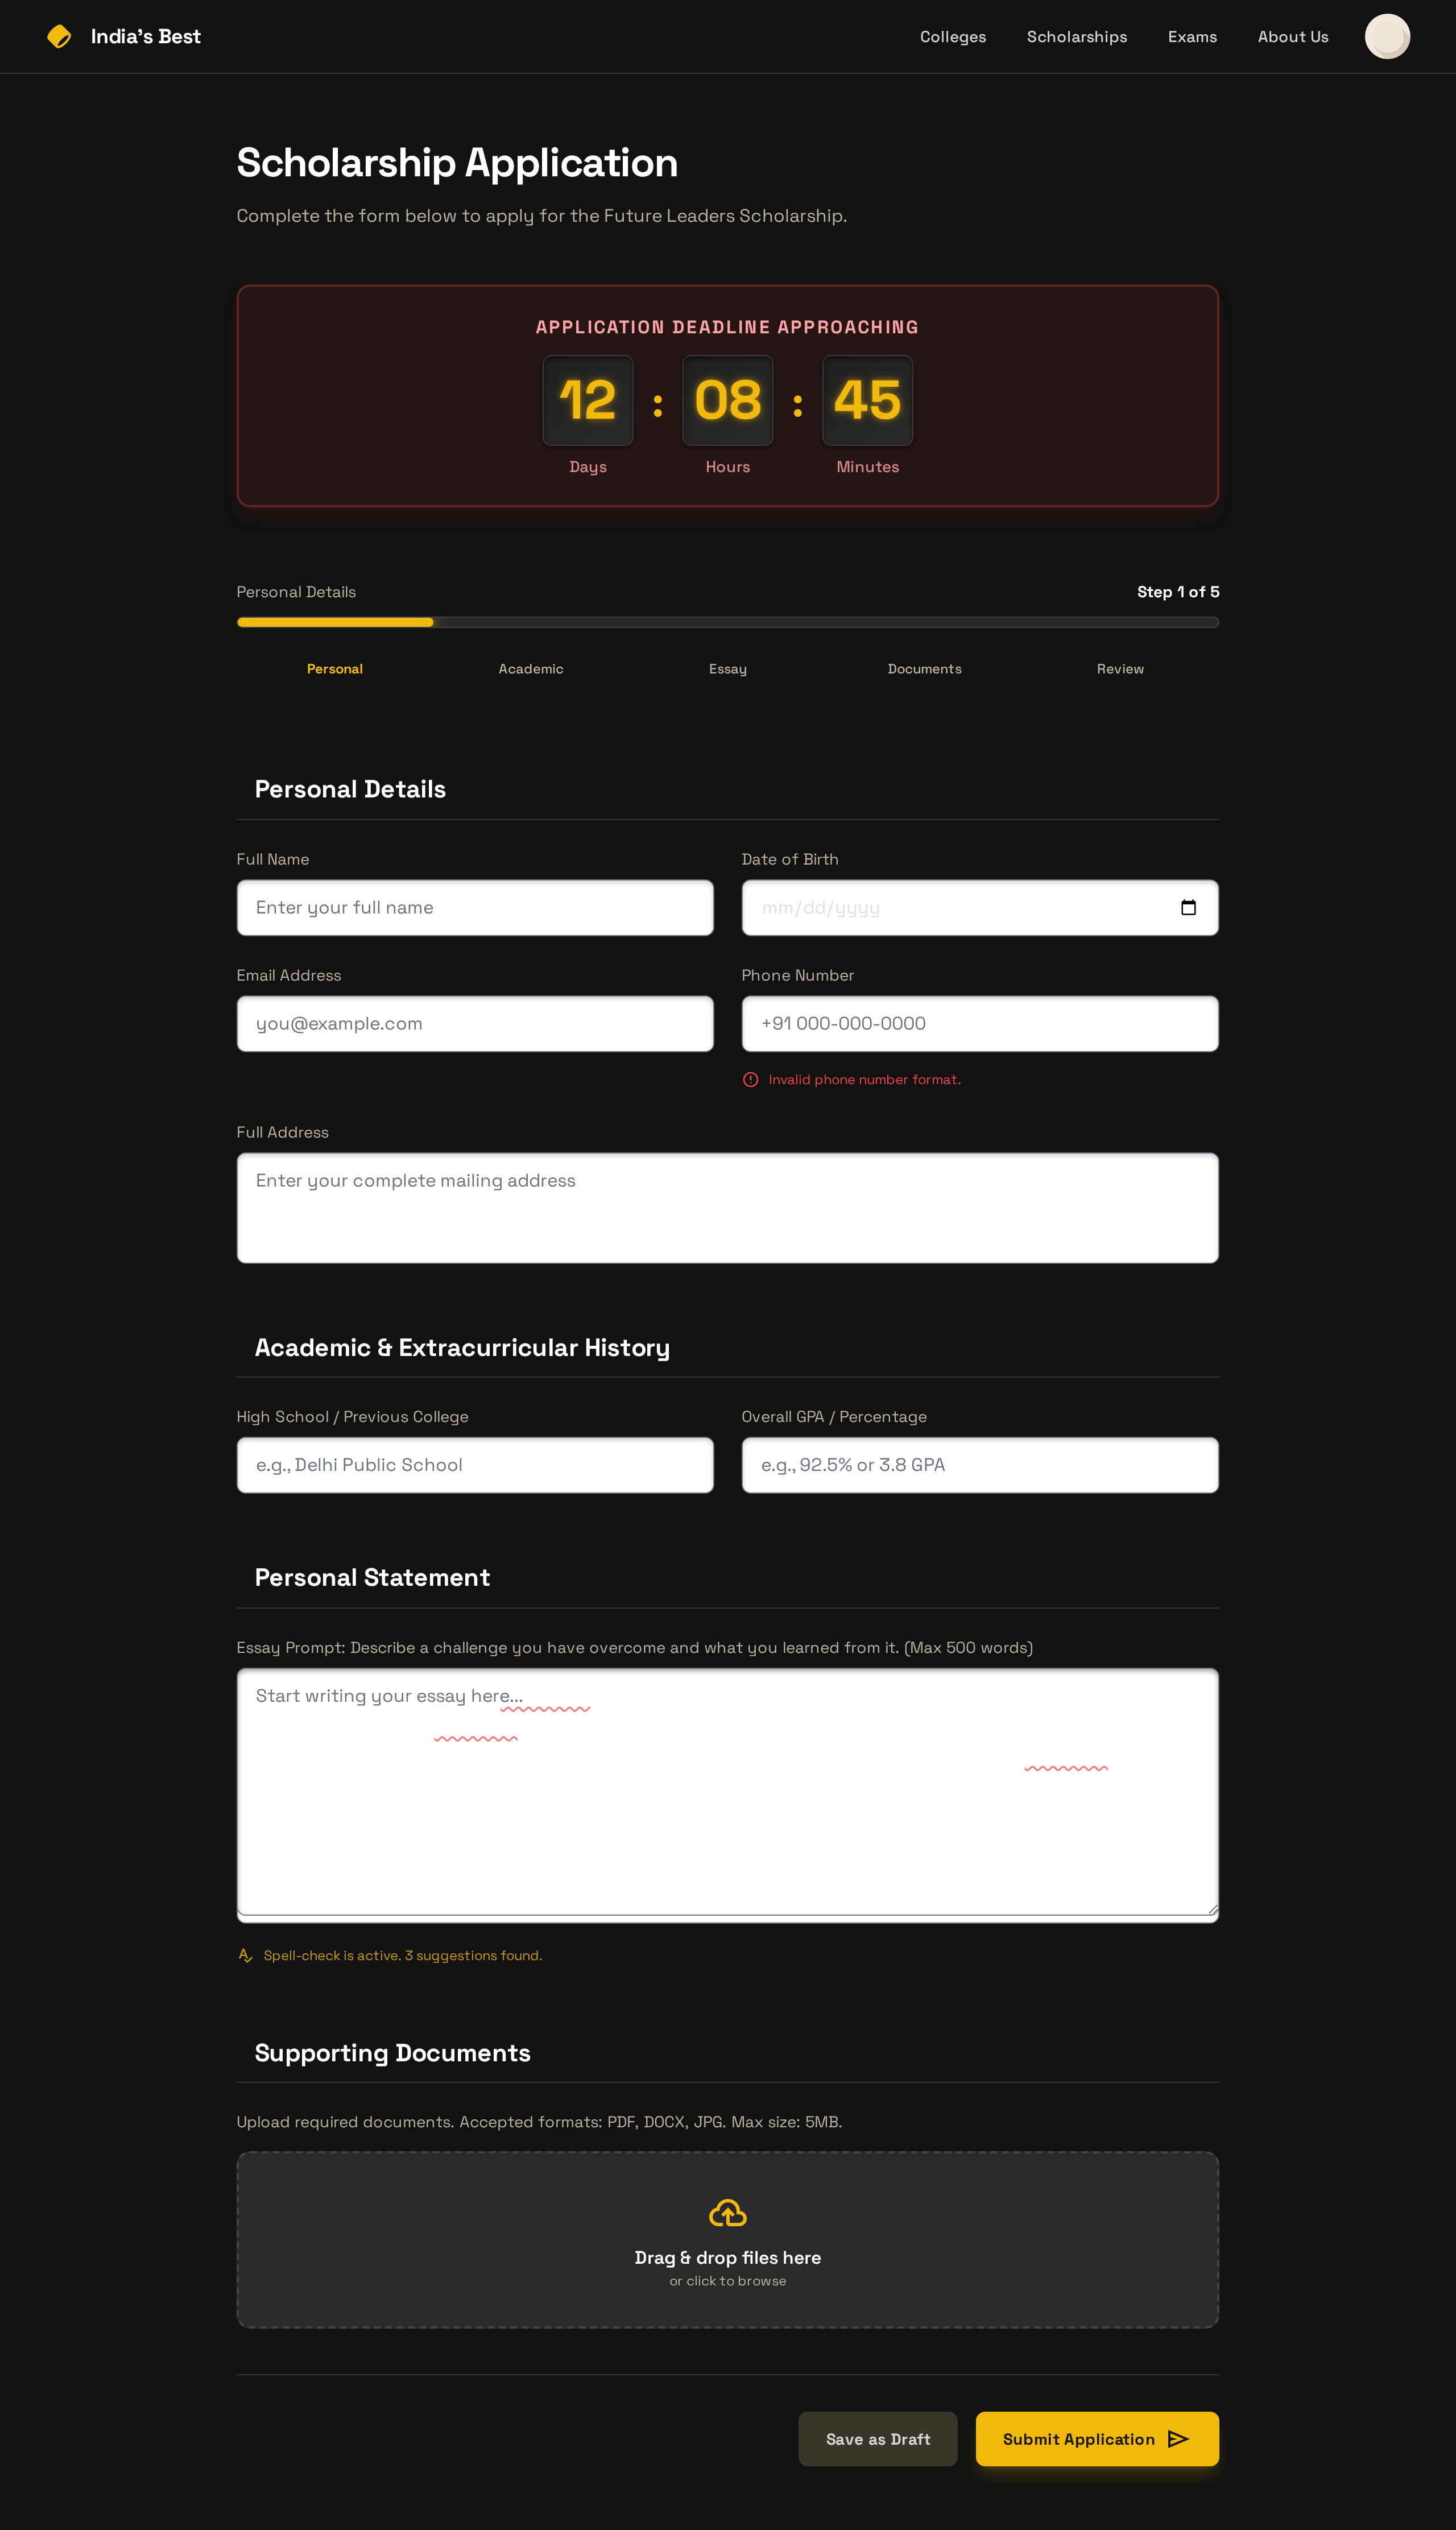 India's Best
Colleges
Scholarships
Exams
About Us
Scholarship Application
Complete the form below to apply for the Future Leaders Scholarship.
APPLICATION DEADLINE APPROACHING
12 : 08 : 45
Days
Hours
Minutes
Personal Details
Step 1 of 5
Personal
Academic
Essay
Documents
Review
Personal Details
Full Name
Enter your full name
Date of Birth
mm/dd/yyyy
Email Address
you@example.com
Phone Number
+91 000-000-0000
Invalid phone number format.
Full Address
Enter your complete mailing address
Academic & Extracurricular History
High School / Previous College
e.g., Delhi Public School
Overall GPA / Percentage
e.g., 92.5% or 3.8 GPA
Personal Statement
Essay Prompt: Describe a challenge you have overcome and what you learned from it. (Max 500 words)
Start writing your essay here...
Spell-check is active. 3 suggestions found.
Supporting Documents
Upload required documents. Accepted formats: PDF, DOCX, JPG. Max size: 5MB.
Drag & drop files here
or click to browse
Save as Draft
Submit Application